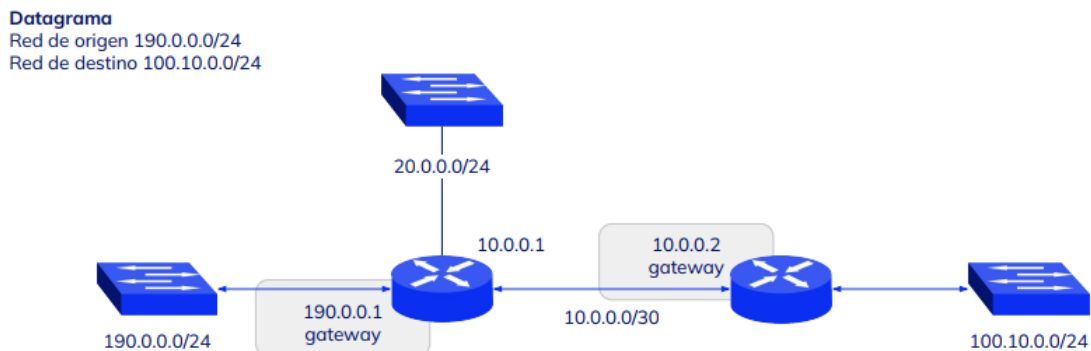 Datagrama
Red de origen 190.0.0.0/24
Red de destino 100.10.0.0/24
20.0.0.0/24
10.0.0.1
10.0.0.2
gateway
190.0.0.1
gateway
10.0.0.0/30
190.0.0.0/24
100.10.0.0/24